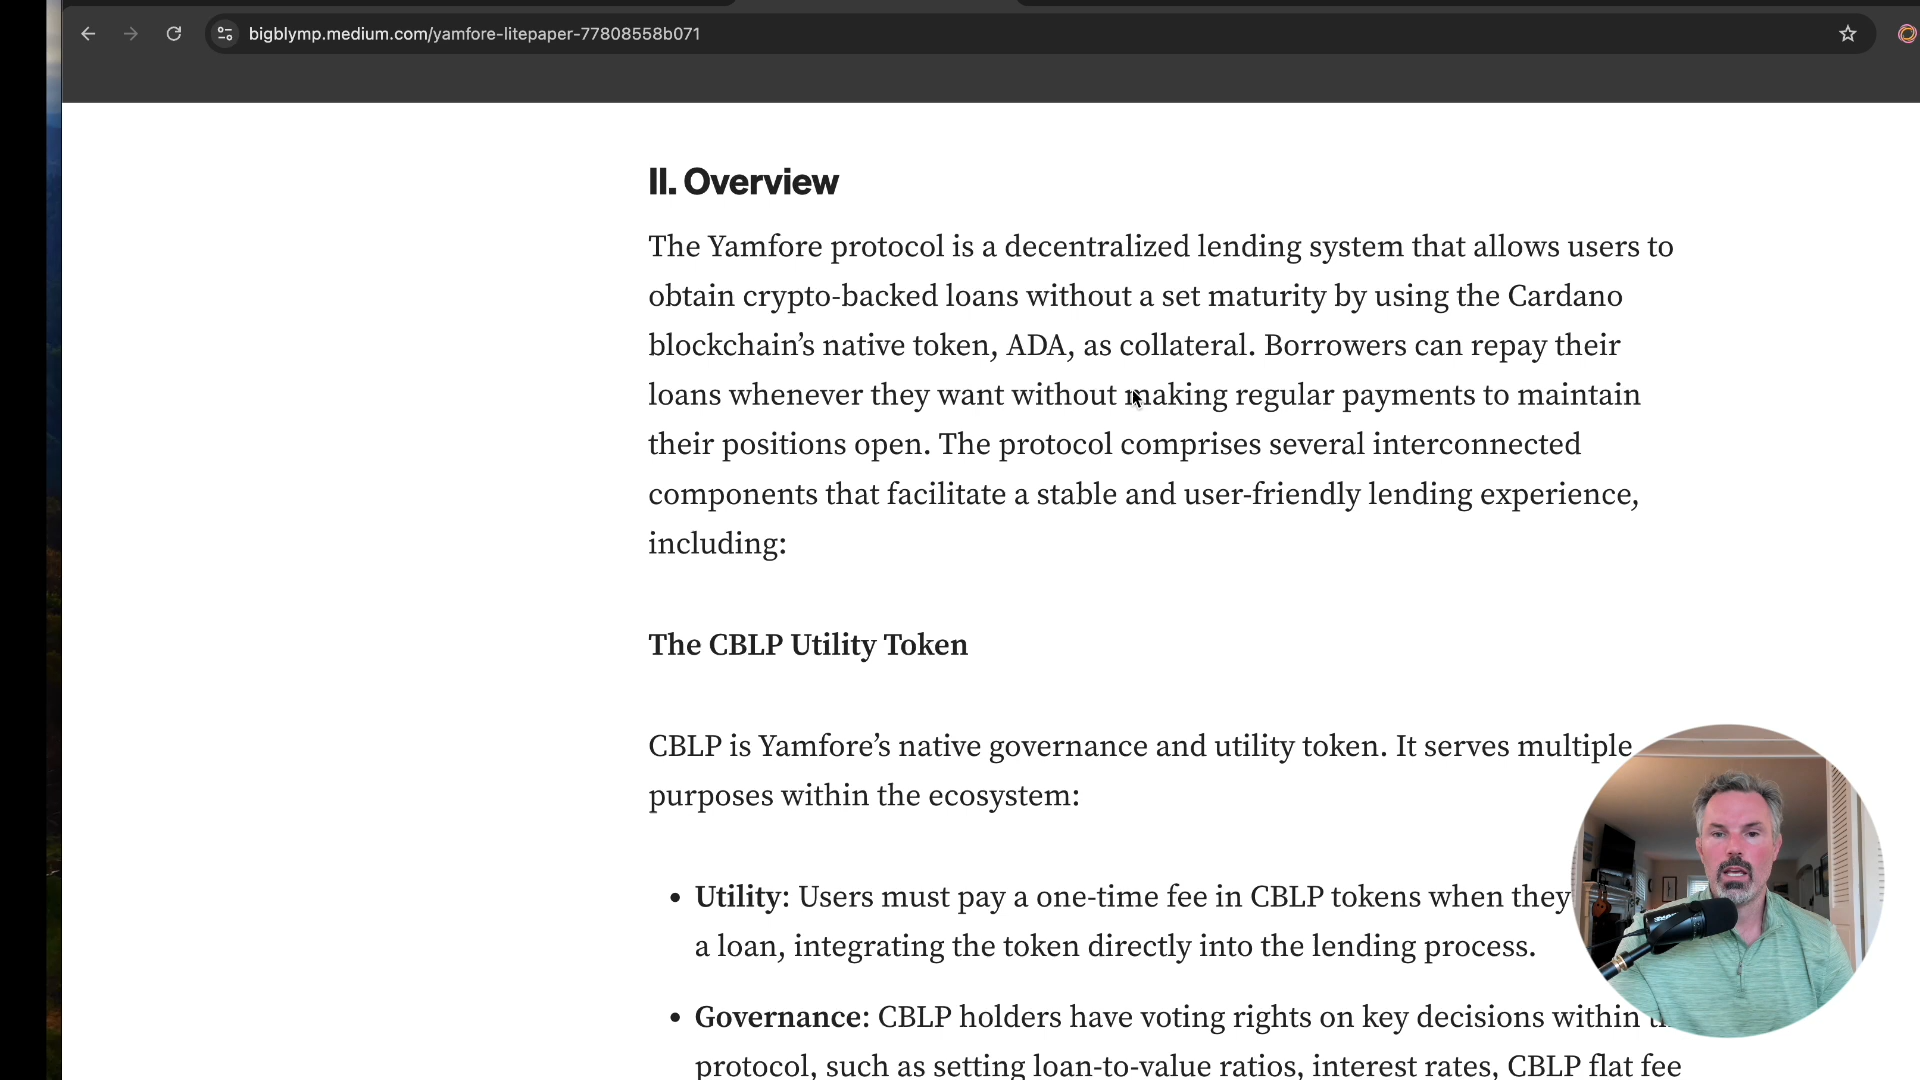 bigblymp.medium.com/yamfore-litepaper-77808558b071
II. Overview
The Yamfore protocol is a decentralized lending system that allows users to
obtain crypto-backed loans without a set maturity by using the Cardano
blockchain’s native token, ADA, as collateral. Borrowers can repay their
loans whenever they want without making regular payments to maintain
their positions open. The protocol comprises several interconnected
components that facilitate a stable and user-friendly lending experience,
including:
The CBLP Utility Token
CBLP is Yamfore’s native governance and utility token. It serves multiple
purposes within the ecosystem:
• Utility: Users must pay a one-time fee in CBLP tokens when they
a loan, integrating the token directly into the lending process.
• Governance: CBLP holders have voting rights on key decisions within
protocol, such as setting loan-to-value ratios, interest rates, CBLP flat fee